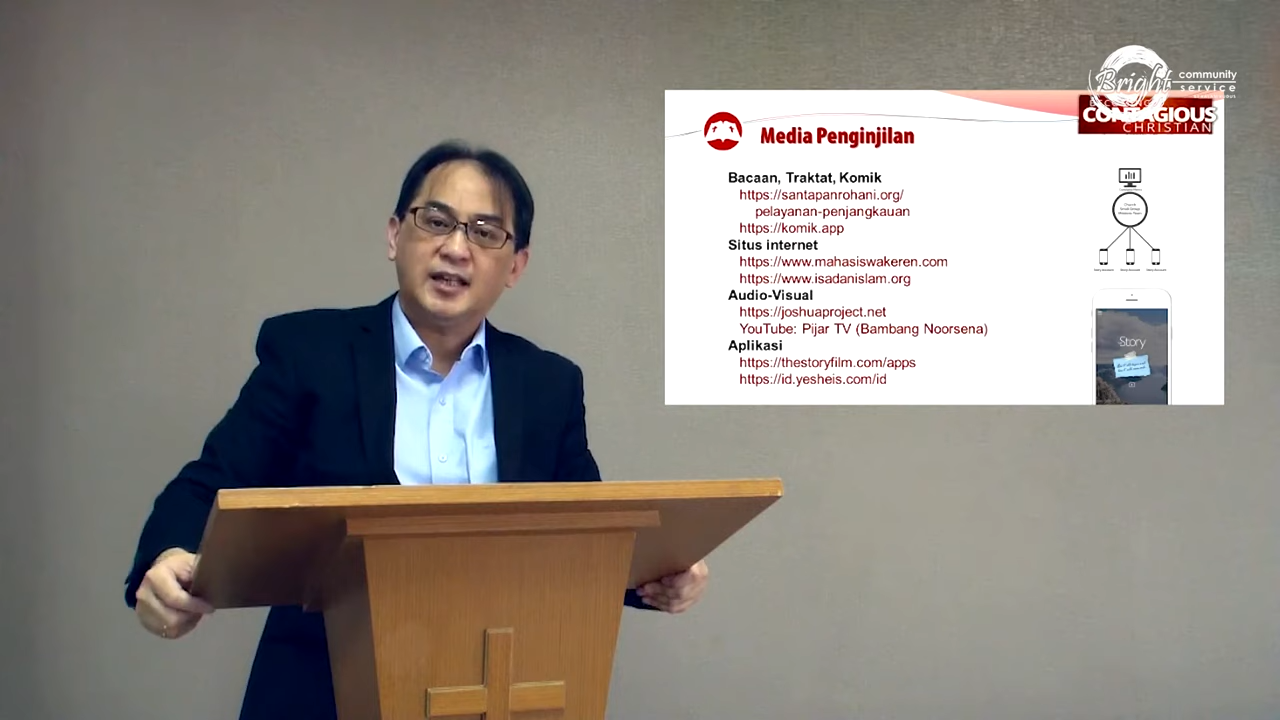 Bright
community
service
BECOMING A
CONTAGIOUS
CHRISTIAN
Media Penginjilan
Bacaan, Traktat, Komik
https://santapanrohani.org/
pelayanan-penjangkauan
https://komik.app
Situs internet
https://www.mahasiswakeren.com
https://www.isadanislam.org
Audio-Visual
https://joshuaproject.net
YouTube: Pijar TV (Bambang Noorsena)
Aplikasi
https://thestoryfilm.com/apps
https://id.yesheis.com/id
Story